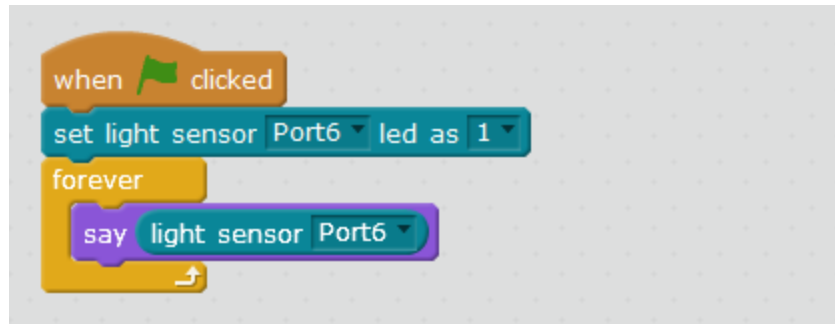 when clicked
set light sensor Port6 led as 1
forever
say light sensor Port6